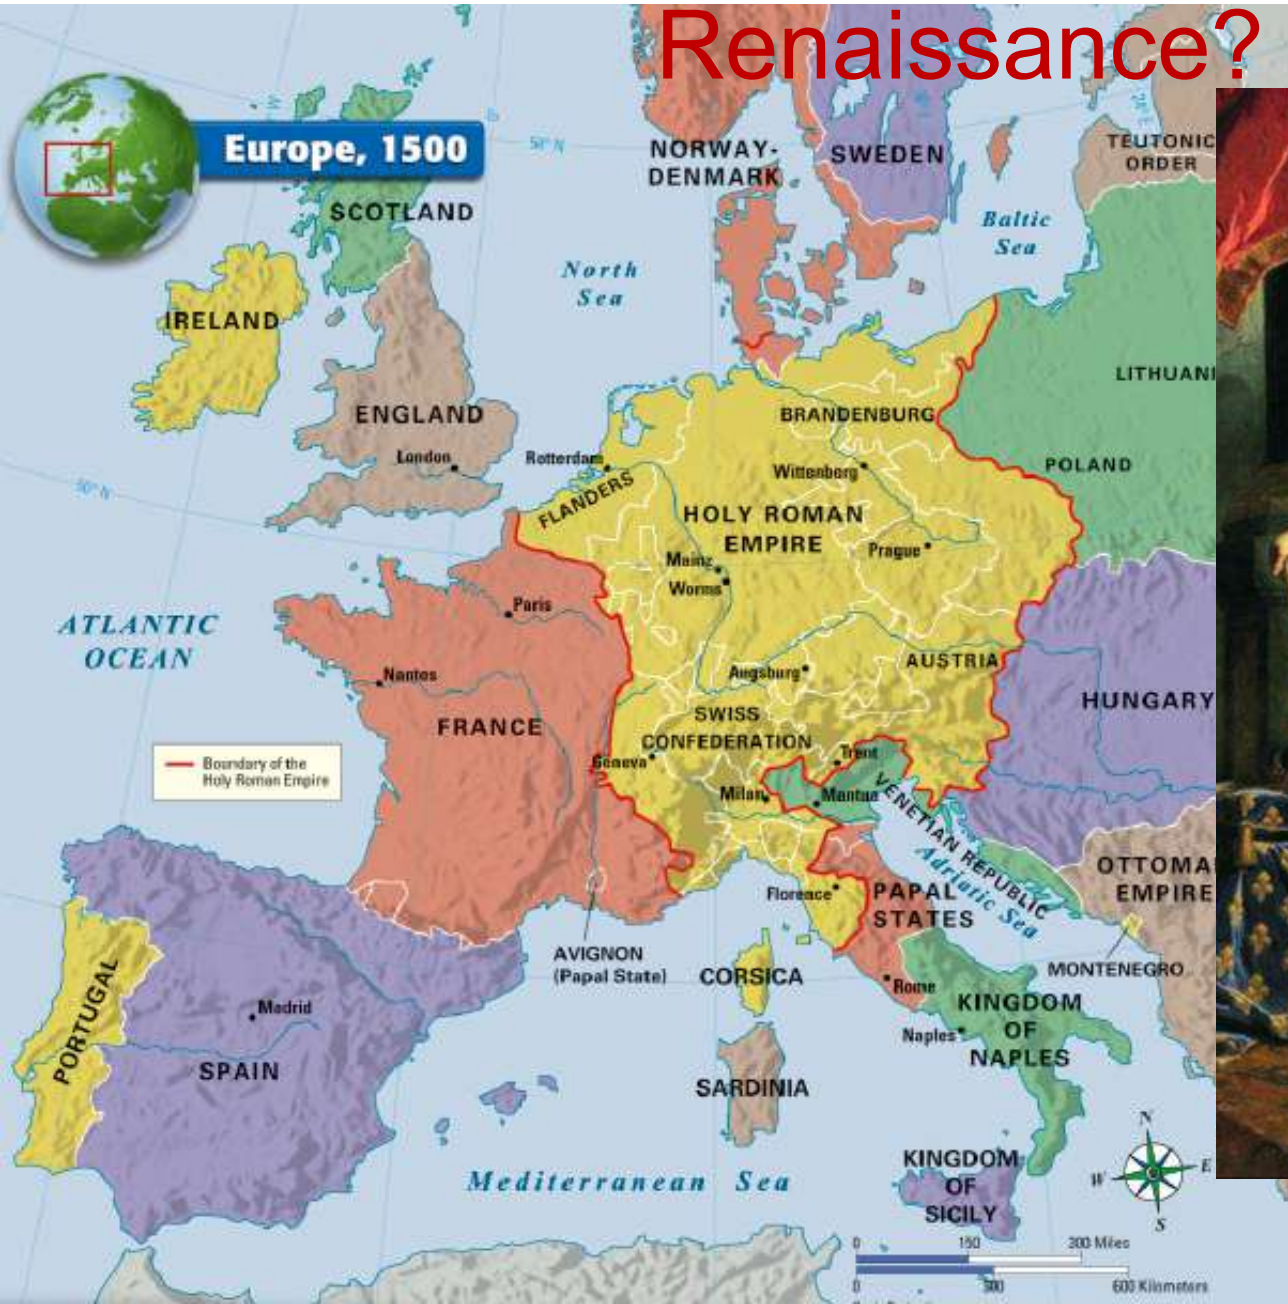 Renaissance?
Europe, 1500
58° N
NORWAY-
DENMARK
SWEDEN
TEUTONIC
ORDER
SCOTLAND
Baltic
Sea
North
Sea
IRELAND
LITHUANI
ENGLAND
BRANDENBURG
London
Rotterdam
POLAND
Wittenberg
FLANDERS
50° N
HOLY ROMAN
EMPIRE
Prague
Mainz
Worms
Paris
ATLANTIC
OCEAN
AUSTRIA
Augsburg
Nantes
HUNGARY
SWISS
CONFEDERATION
FRANCE
Boundary of the
Holy Roman Empire
Geneva
Trent
Milan
Mantua
VENETIAN REPUBLIC
Adriatic Sea
OTTOMA
EMPIRE
Florence
PAPAL
STATES
AVIGNON
(Papal State)
CORSICA
MONTENEGRO
PORTUGAL
Madrid
Rome
KINGDOM
OF
NAPLES
Naples
SPAIN
SARDINIA
N
W
E
S
KINGDOM
OF
SICILY
Mediterranean Sea
0 150 300 Miles
0 300 600 Kilometers